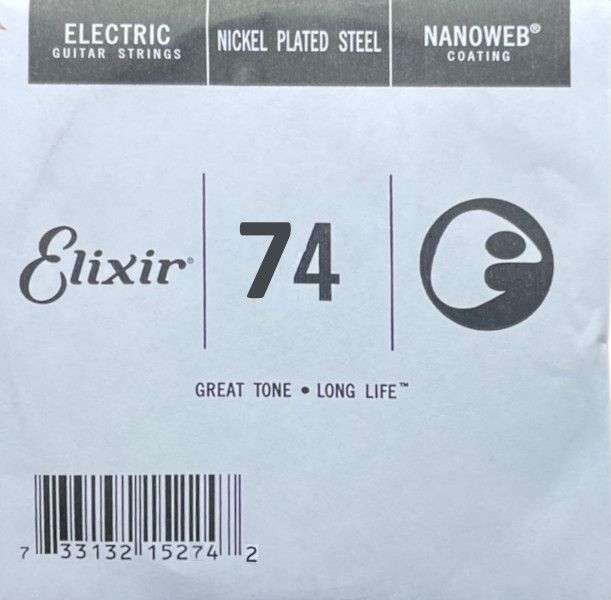 ELECTRIC
GUITAR STRINGS
NICKEL PLATED STEEL
NANOWEB®
COATING
Elixir®
74
GREAT TONE • LONG LIFE™
7 33132 15274 2